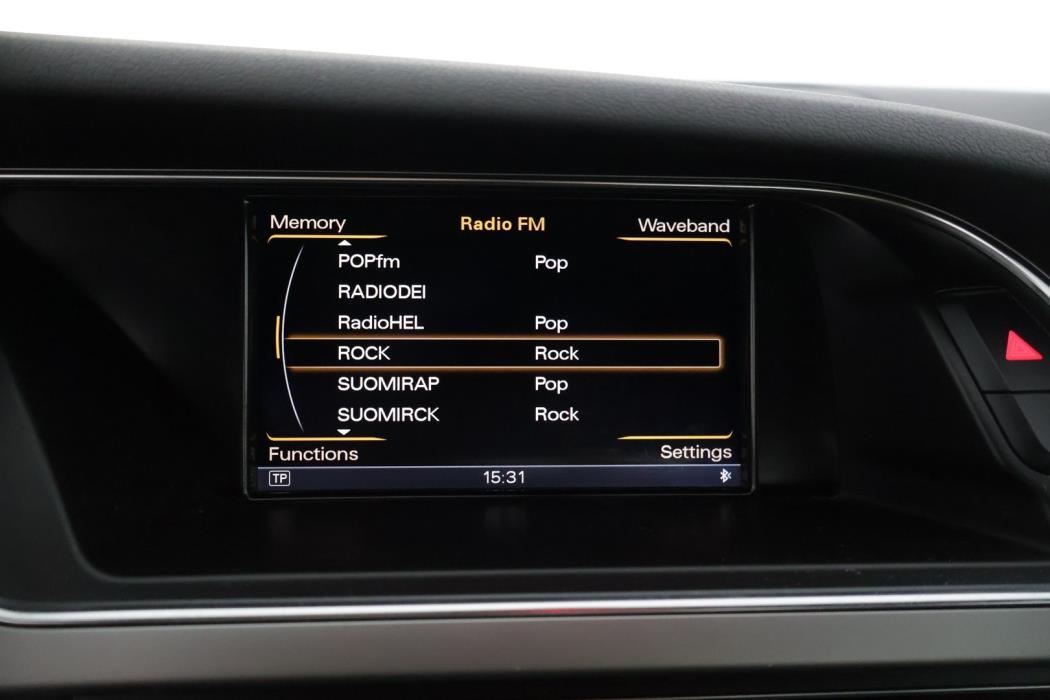 Memory Radio FM Waveband
POPfm Pop
RADIODEI
RadioHEL Pop
ROCK Rock
SUOMIRAP Pop
SUOMIRCK Rock
Functions Settings
TP 15:31